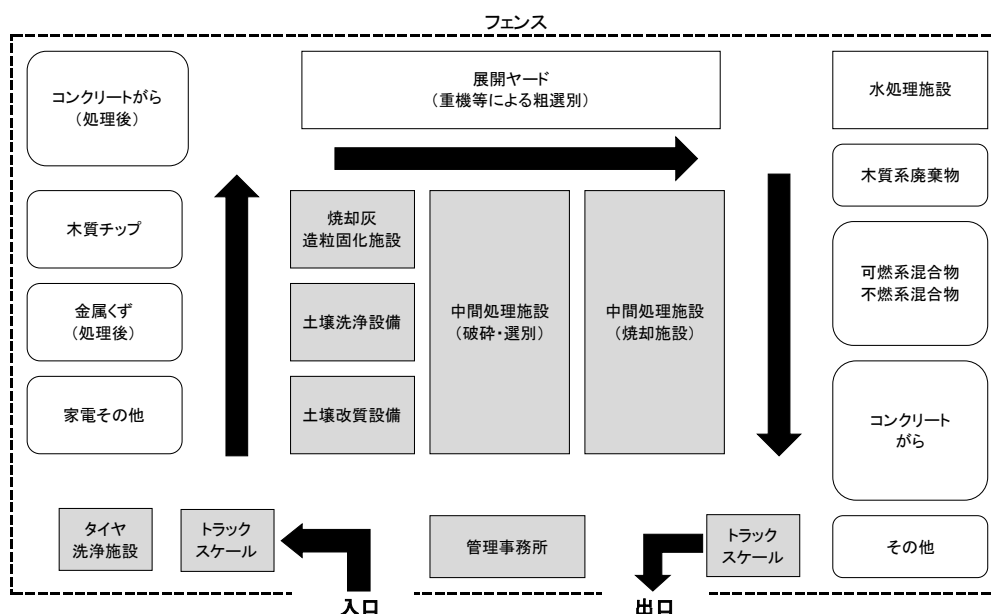 フェンス
コンクリートがら
（処理後）
展開ヤード
（重機等による粗選別）
水処理施設
木質系廃棄物
木質チップ
焼却灰
造粒固化施設
中間処理施設
（破砕・選別）
中間処理施設
（焼却施設）
可燃系混合物
不燃系混合物
金属くず
（処理後）
土壌洗浄設備
家電その他
土壌改質設備
コンクリート
がら
タイヤ
洗浄施設
トラック
スケール
管理事務所
トラック
スケール
その他
入口
出口